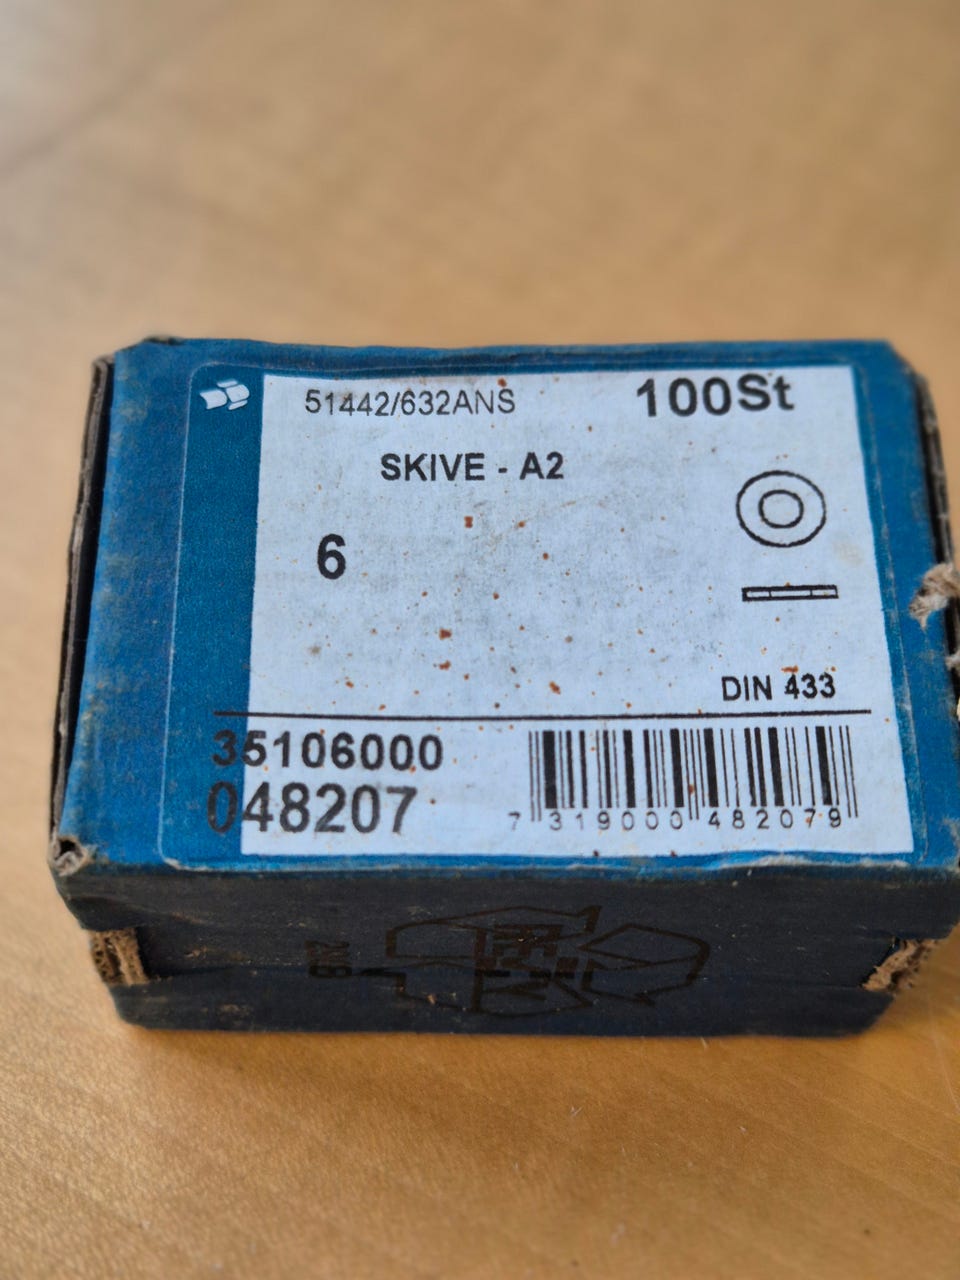 51442/632ANS 100St
SKIVE - A2
6
DIN 433
35106000
048207
7 319000 482079